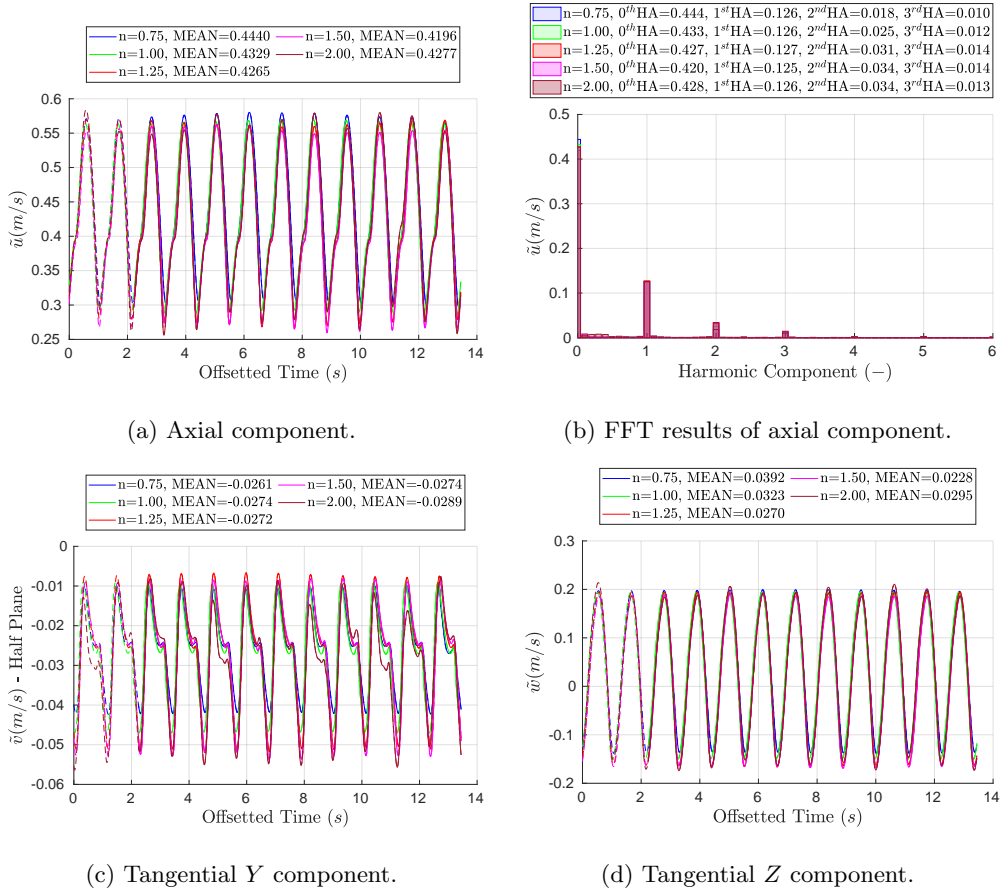 n=0.75, MEAN=0.4440 n=1.50, MEAN=0.4196
n=1.00, MEAN=0.4329 n=2.00, MEAN=0.4277
n=1.25, MEAN=0.4265
0.6
0.55
0.5
0.45
0.4
0.35
0.3
0.25
ũ(m/s)
0 2 4 6 8 10 12 14
Offsetted Time (s)
(a) Axial component.
n=0.75, 0thHA=0.444, 1stHA=0.126, 2ndHA=0.018, 3rdHA=0.010
n=1.00, 0thHA=0.433, 1stHA=0.126, 2ndHA=0.025, 3rdHA=0.012
n=1.25, 0thHA=0.427, 1stHA=0.127, 2ndHA=0.031, 3rdHA=0.014
n=1.50, 0thHA=0.420, 1stHA=0.125, 2ndHA=0.034, 3rdHA=0.014
n=2.00, 0thHA=0.428, 1stHA=0.126, 2ndHA=0.034, 3rdHA=0.013
0.5
0.4
0.3
0.2
0.1
0
ũ(m/s)
0 1 2 3 4 5 6
Harmonic Component (−)
(b) FFT results of axial component.
n=0.75, MEAN=-0.0261 n=1.50, MEAN=-0.0274
n=1.00, MEAN=-0.0274 n=2.00, MEAN=-0.0289
n=1.25, MEAN=-0.0272
0
-0.01
-0.02
-0.03
-0.04
-0.05
-0.06
ṽ(m/s) - Half Plane
0 2 4 6 8 10 12 14
Offsetted Time (s)
(c) Tangential Y component.
n=0.75, MEAN=0.0392 n=1.50, MEAN=0.0228
n=1.00, MEAN=0.0323 n=2.00, MEAN=0.0295
n=1.25, MEAN=0.0270
0.3
0.2
0.1
0
-0.1
-0.2
w̃(m/s)
0 2 4 6 8 10 12 14
Offsetted Time (s)
(d) Tangential Z component.